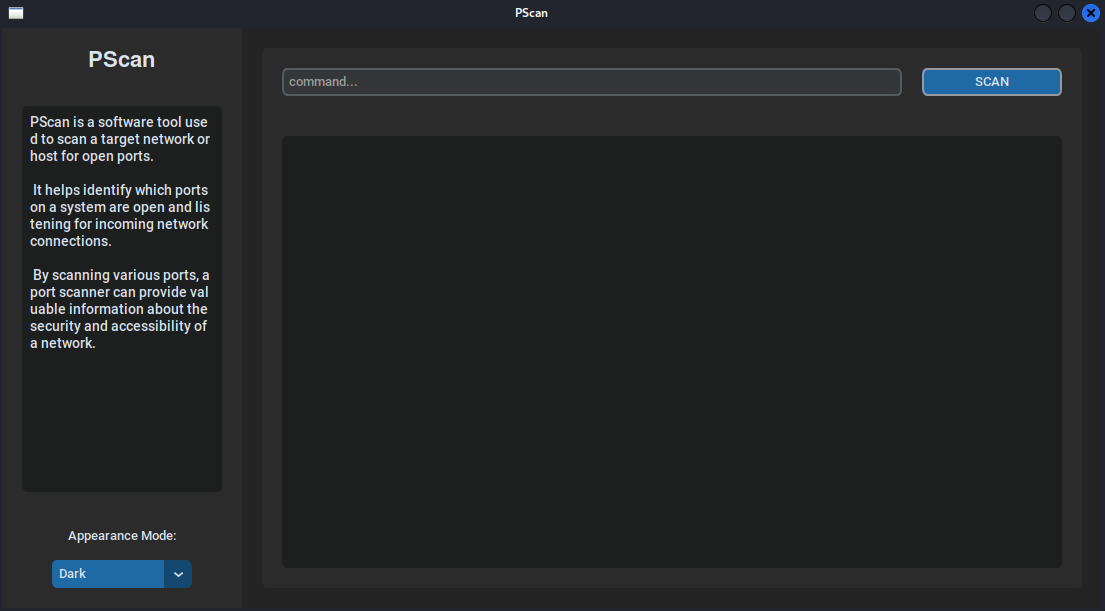 PScan
PScan
PScan is a software tool use
d to scan a target network or
host for open ports.
It helps identify which ports
on a system are open and lis
tening for incoming network
connections.
By scanning various ports, a
port scanner can provide val
uable information about the
security and accessibility of
a network.
Appearance Mode:
Dark
command...
SCAN